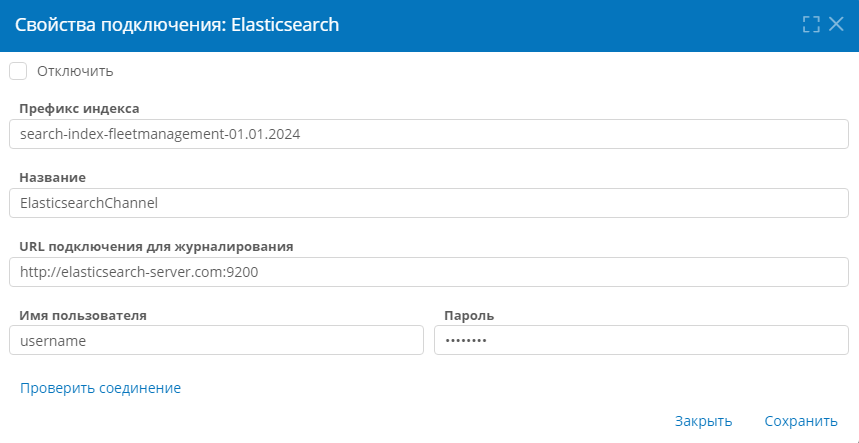 Свойства подключения: Elasticsearch
Отключить
Префикс индекса
search-index-fleetmanagement-01.01.2024
Название
ElasticsearchChannel
URL подключения для журналирования
http://elasticsearch-server.com:9200
Имя пользователя
Пароль
username
••••••••
Проверить соединение
Закрыть
Сохранить